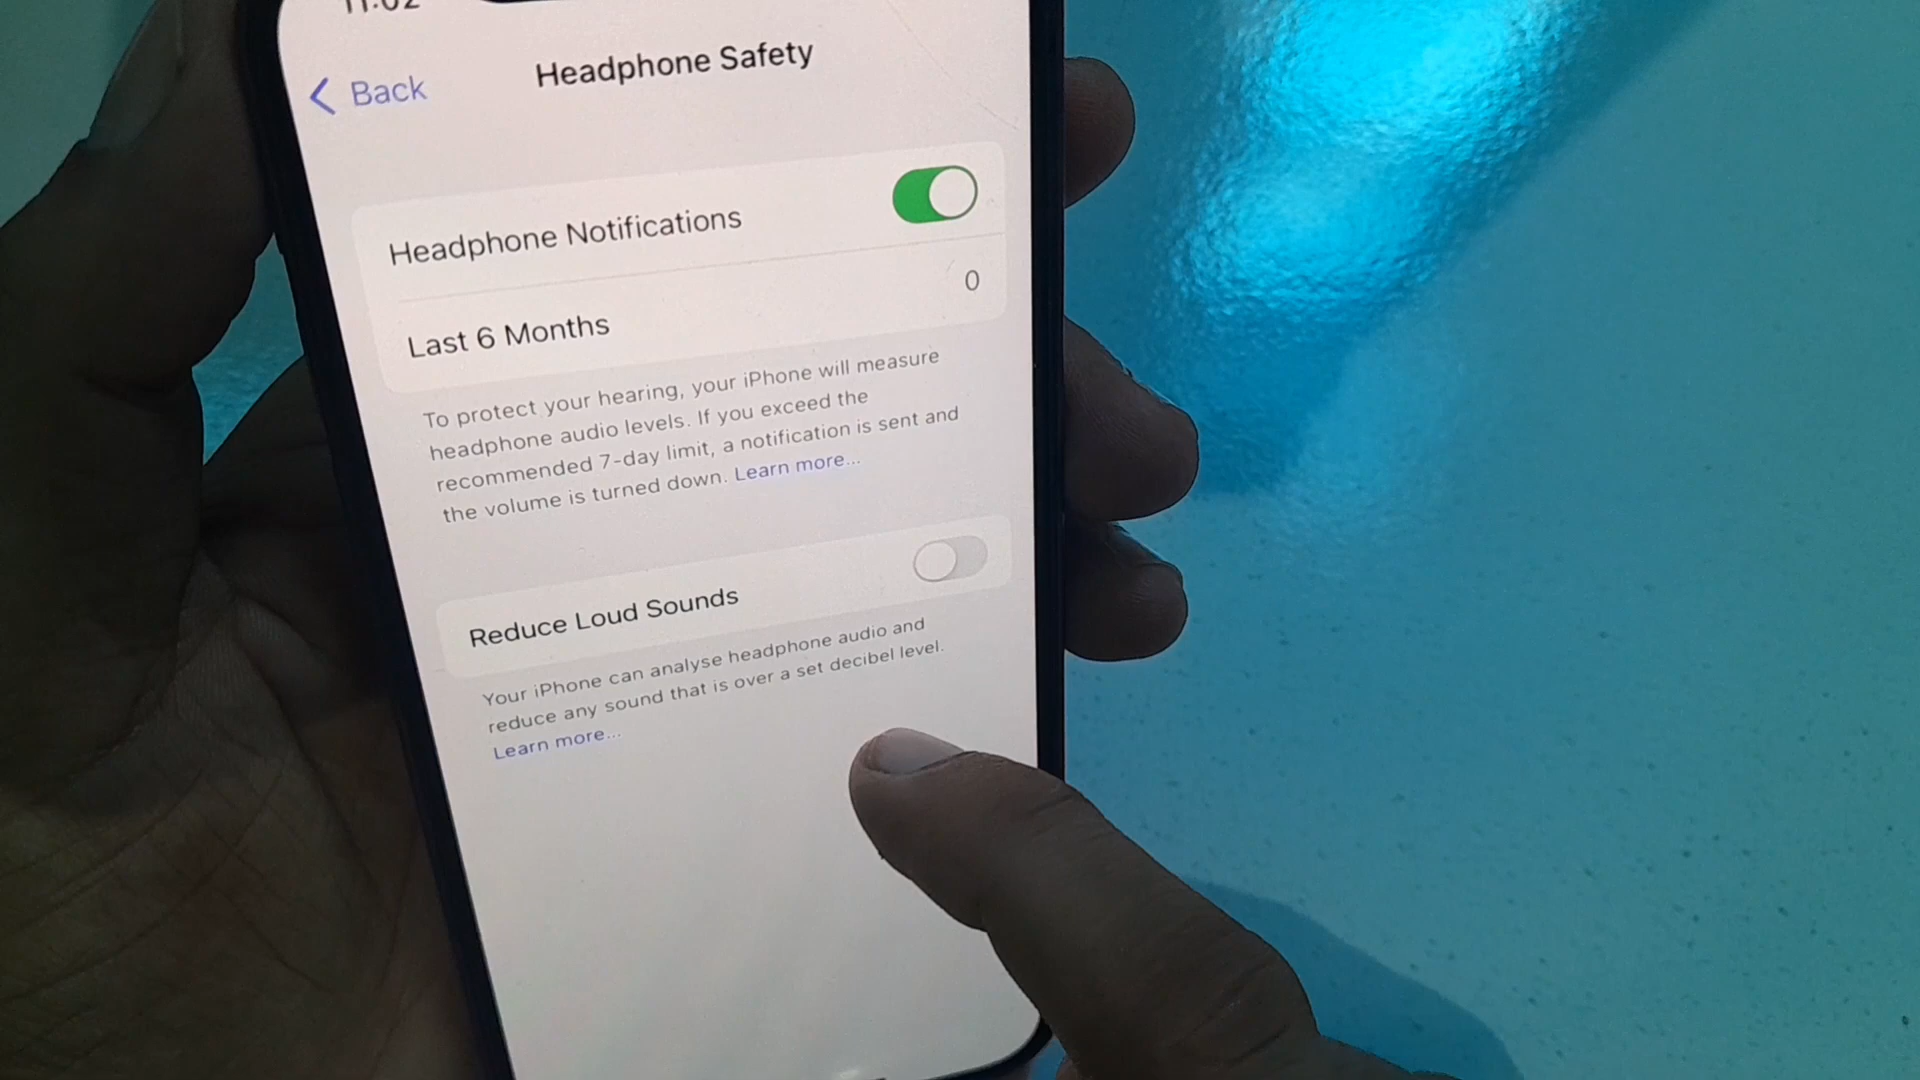 11:02
Back
Headphone Safety
Headphone Notifications
Last 6 Months
0
To protect your hearing, your iPhone will measure
headphone audio levels. If you exceed the
recommended 7-day limit, a notification is sent and
the volume is turned down. Learn more...
Reduce Loud Sounds
Your iPhone can analyse headphone audio and
reduce any sound that is over a set decibel level.
Learn more...